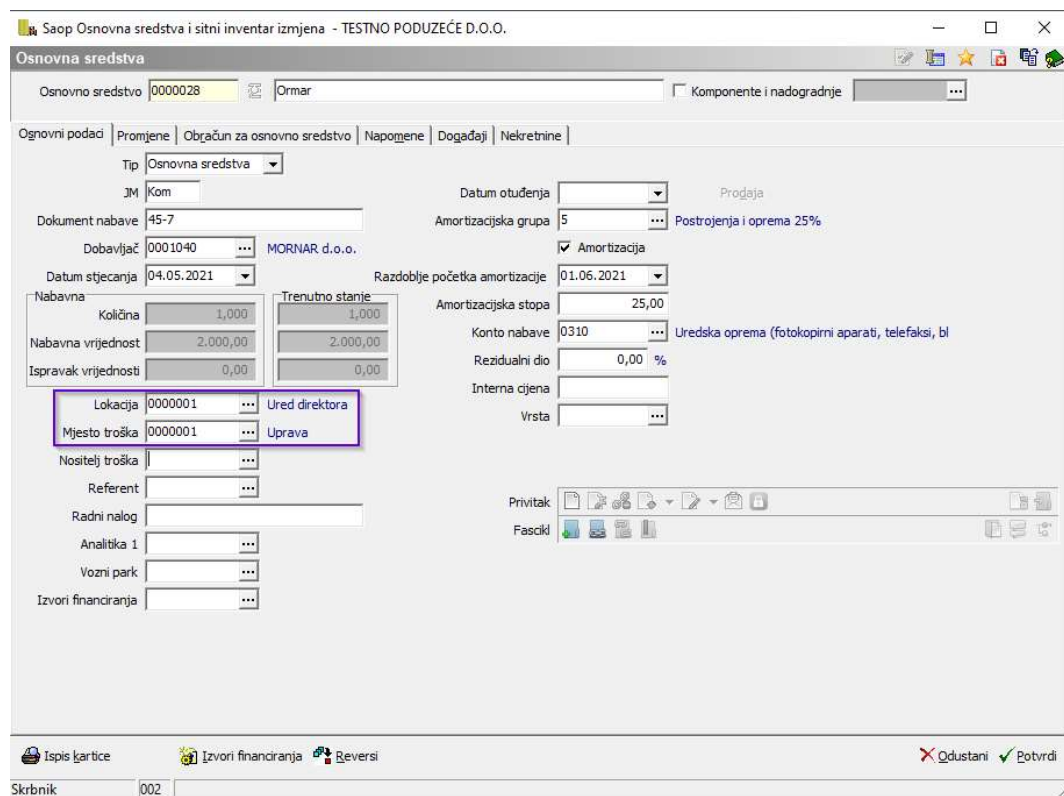 Saop Osnovna sredstva i sitni inventar izmjena - TESTNO PODUZEĆE D.O.O.
Osnovna sredstva
Osnovno sredstvo 0000028 Ormar Komponente i nadogradnje ...
Osnovni podaci Promjene Obračun za osnovno sredstvo Napomene Događaji Nekretnine
Tip Osnovna sredstva
JM Kom Datum otuđenja Prodaja
Dokument nabave 45-7 Amortizacijska grupa 5 ... Postrojenja i oprema 25%
Dobavljač 0001040 ... MORNAR d.o.o. Amortizacija
Datum stjecanja 04.05.2021 Razdoblje početka amortizacije 01.06.2021
Nabavna Trenutno stanje Amortizacijska stopa 25,00
Količina 1,000 1,000
Konto nabave 0310 ... Uredska oprema (fotokopirni aparati, telefaksi, bl
Nabavna vrijednost 2.000,00 2.000,00
Rezidualni dio 0,00 %
Ispravak vrijednosti 0,00 0,00
Interna cijena
Lokacija 0000001 ... Ured direktora
Vrsta ...
Mjesto troška 0000001 ... Uprava
Nositelj troška ...
Referent ...
Privitak
Radni nalog
Fascikl
Analitika 1 ...
Vozni park ...
Izvori financiranja ...
Ispis kartice Izvori financiranja Reversi Odustani Potvrdi
Skrbnik 002